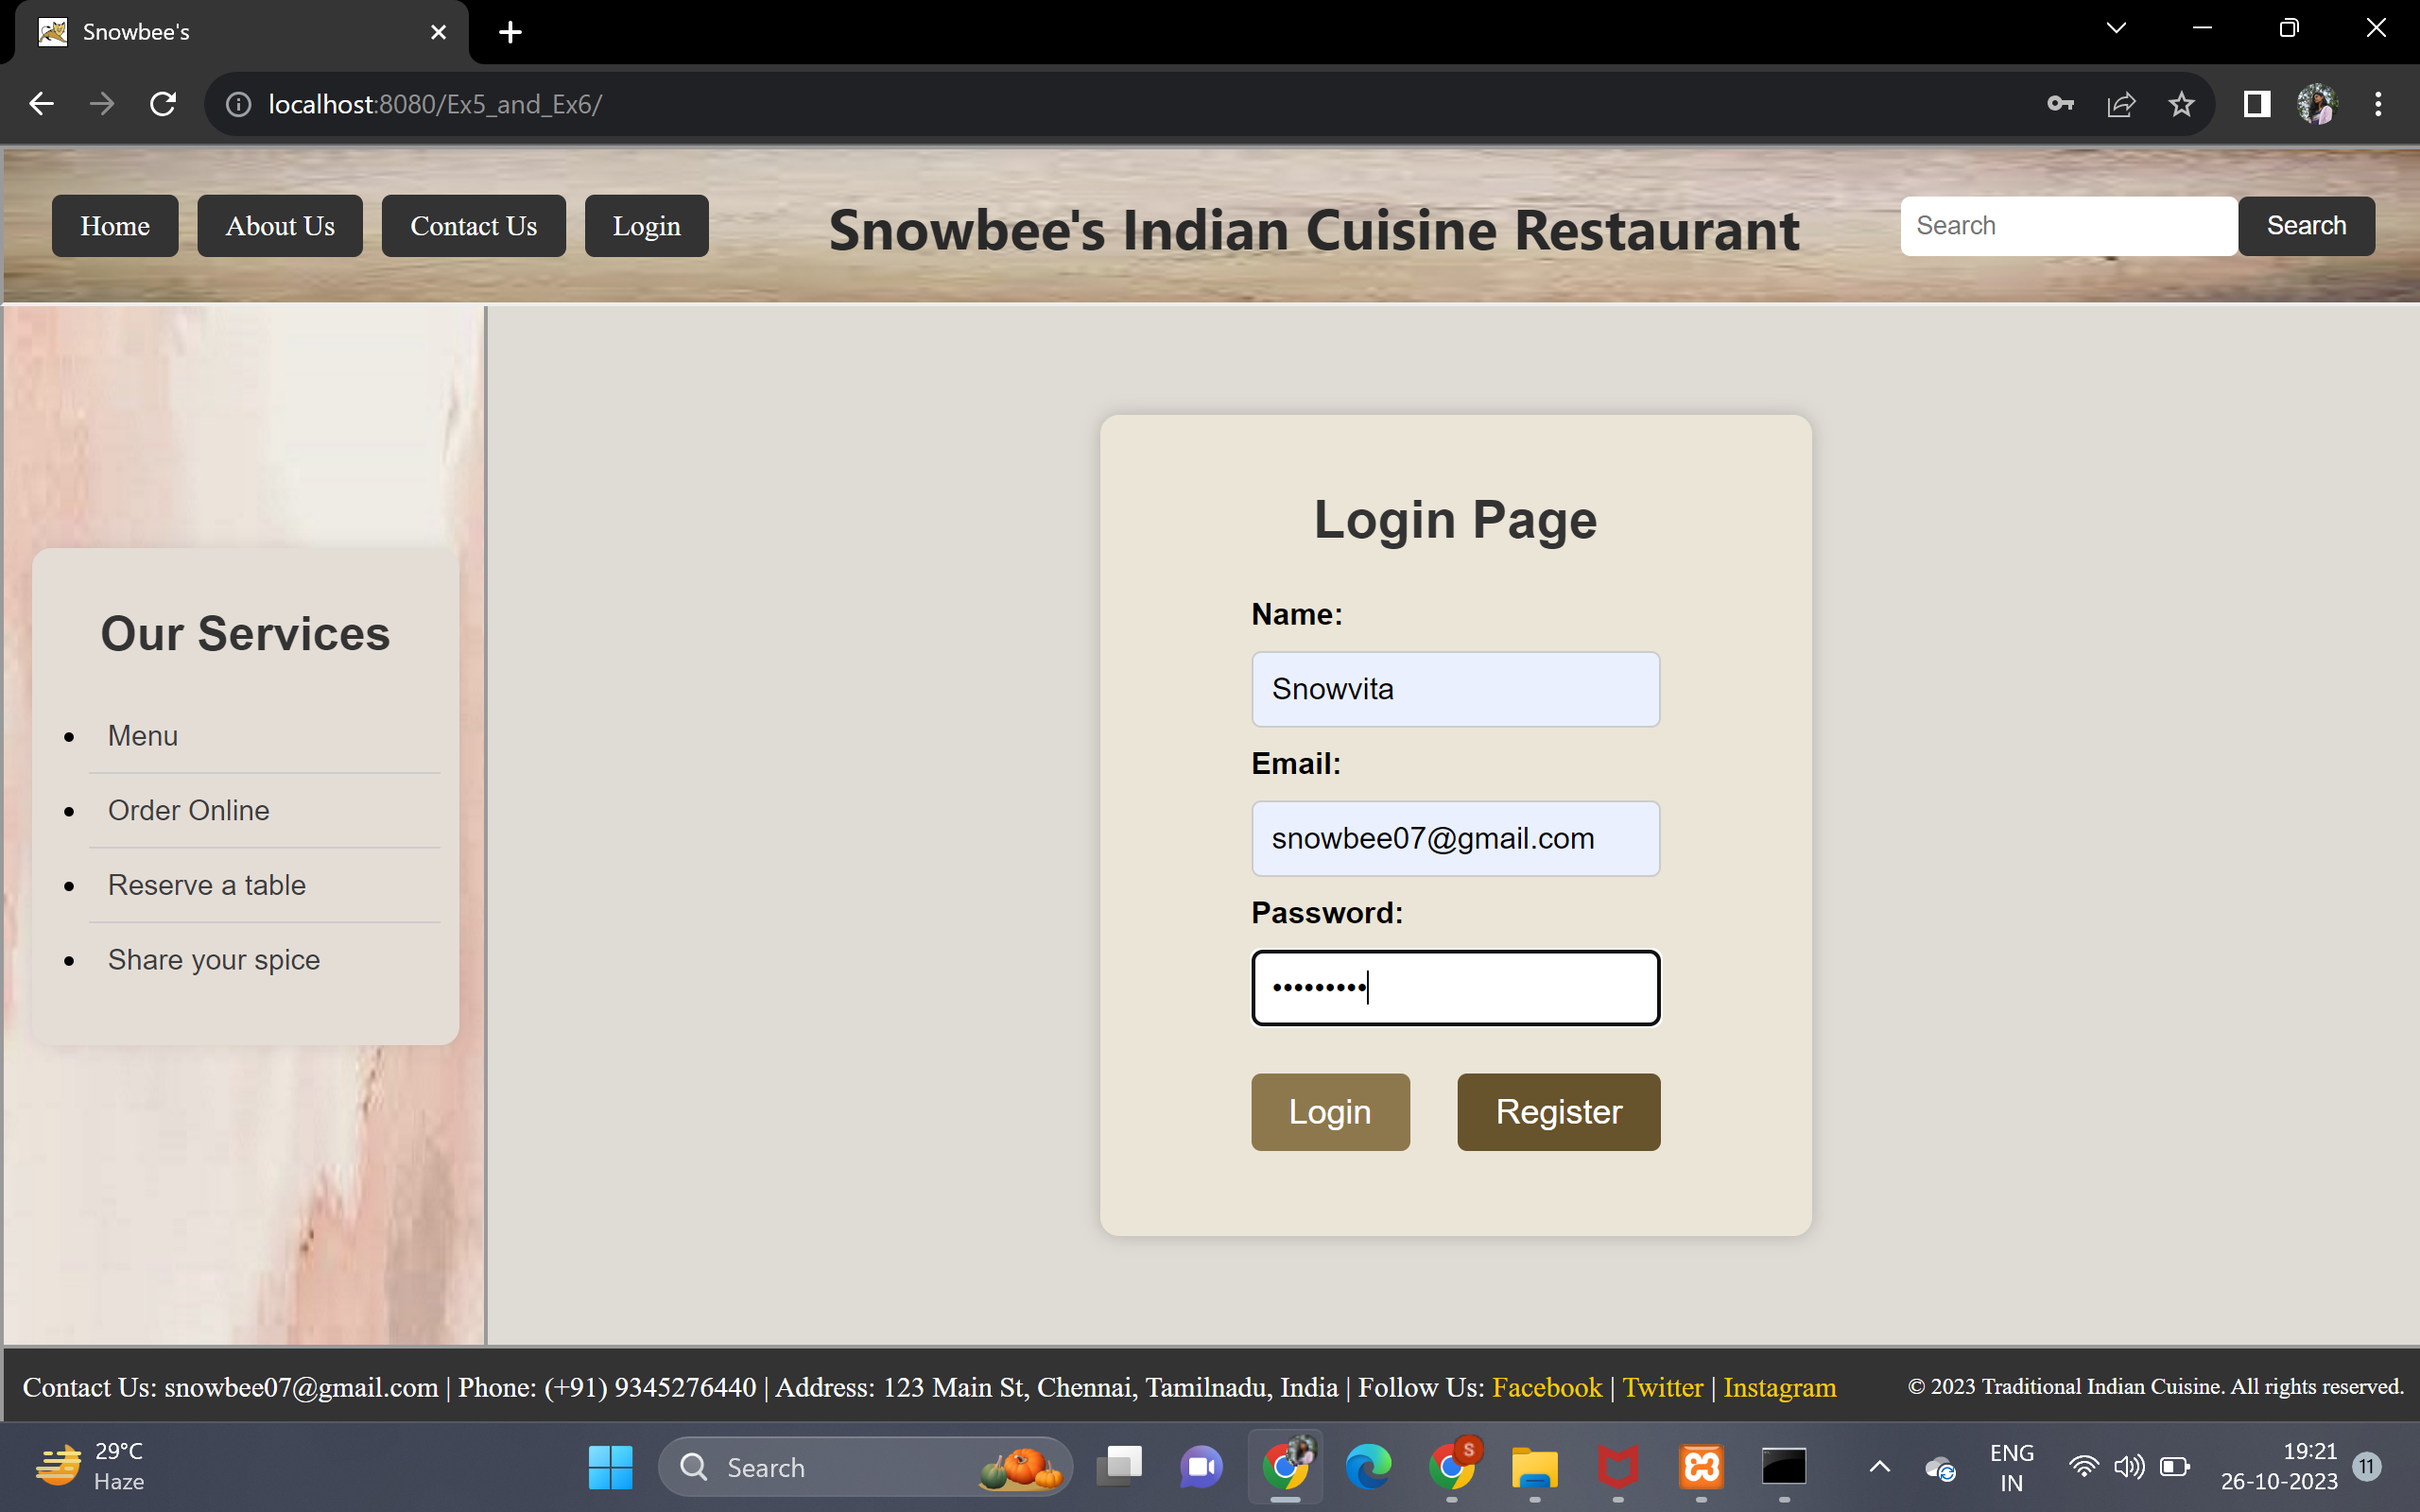 Snowbee's
localhost:8080/Ex5_and_Ex6/
Home About Us Contact Us Login Snowbee's Indian Cuisine Restaurant Search Search
Our Services
Menu
Order Online
Reserve a table
Share your spice
Login Page
Name:
Snowvita
Email:
snowbee07@gmail.com
Password:
•••••••••
Login Register
Contact Us: snowbee07@gmail.com | Phone: (+91) 9345276440 | Address: 123 Main St, Chennai, Tamilnadu, India | Follow Us: Facebook | Twitter | Instagram © 2023 Traditional Indian Cuisine. All rights reserved.
29°C
Haze
Search
S
ENG
IN
19:21
26-10-2023
11